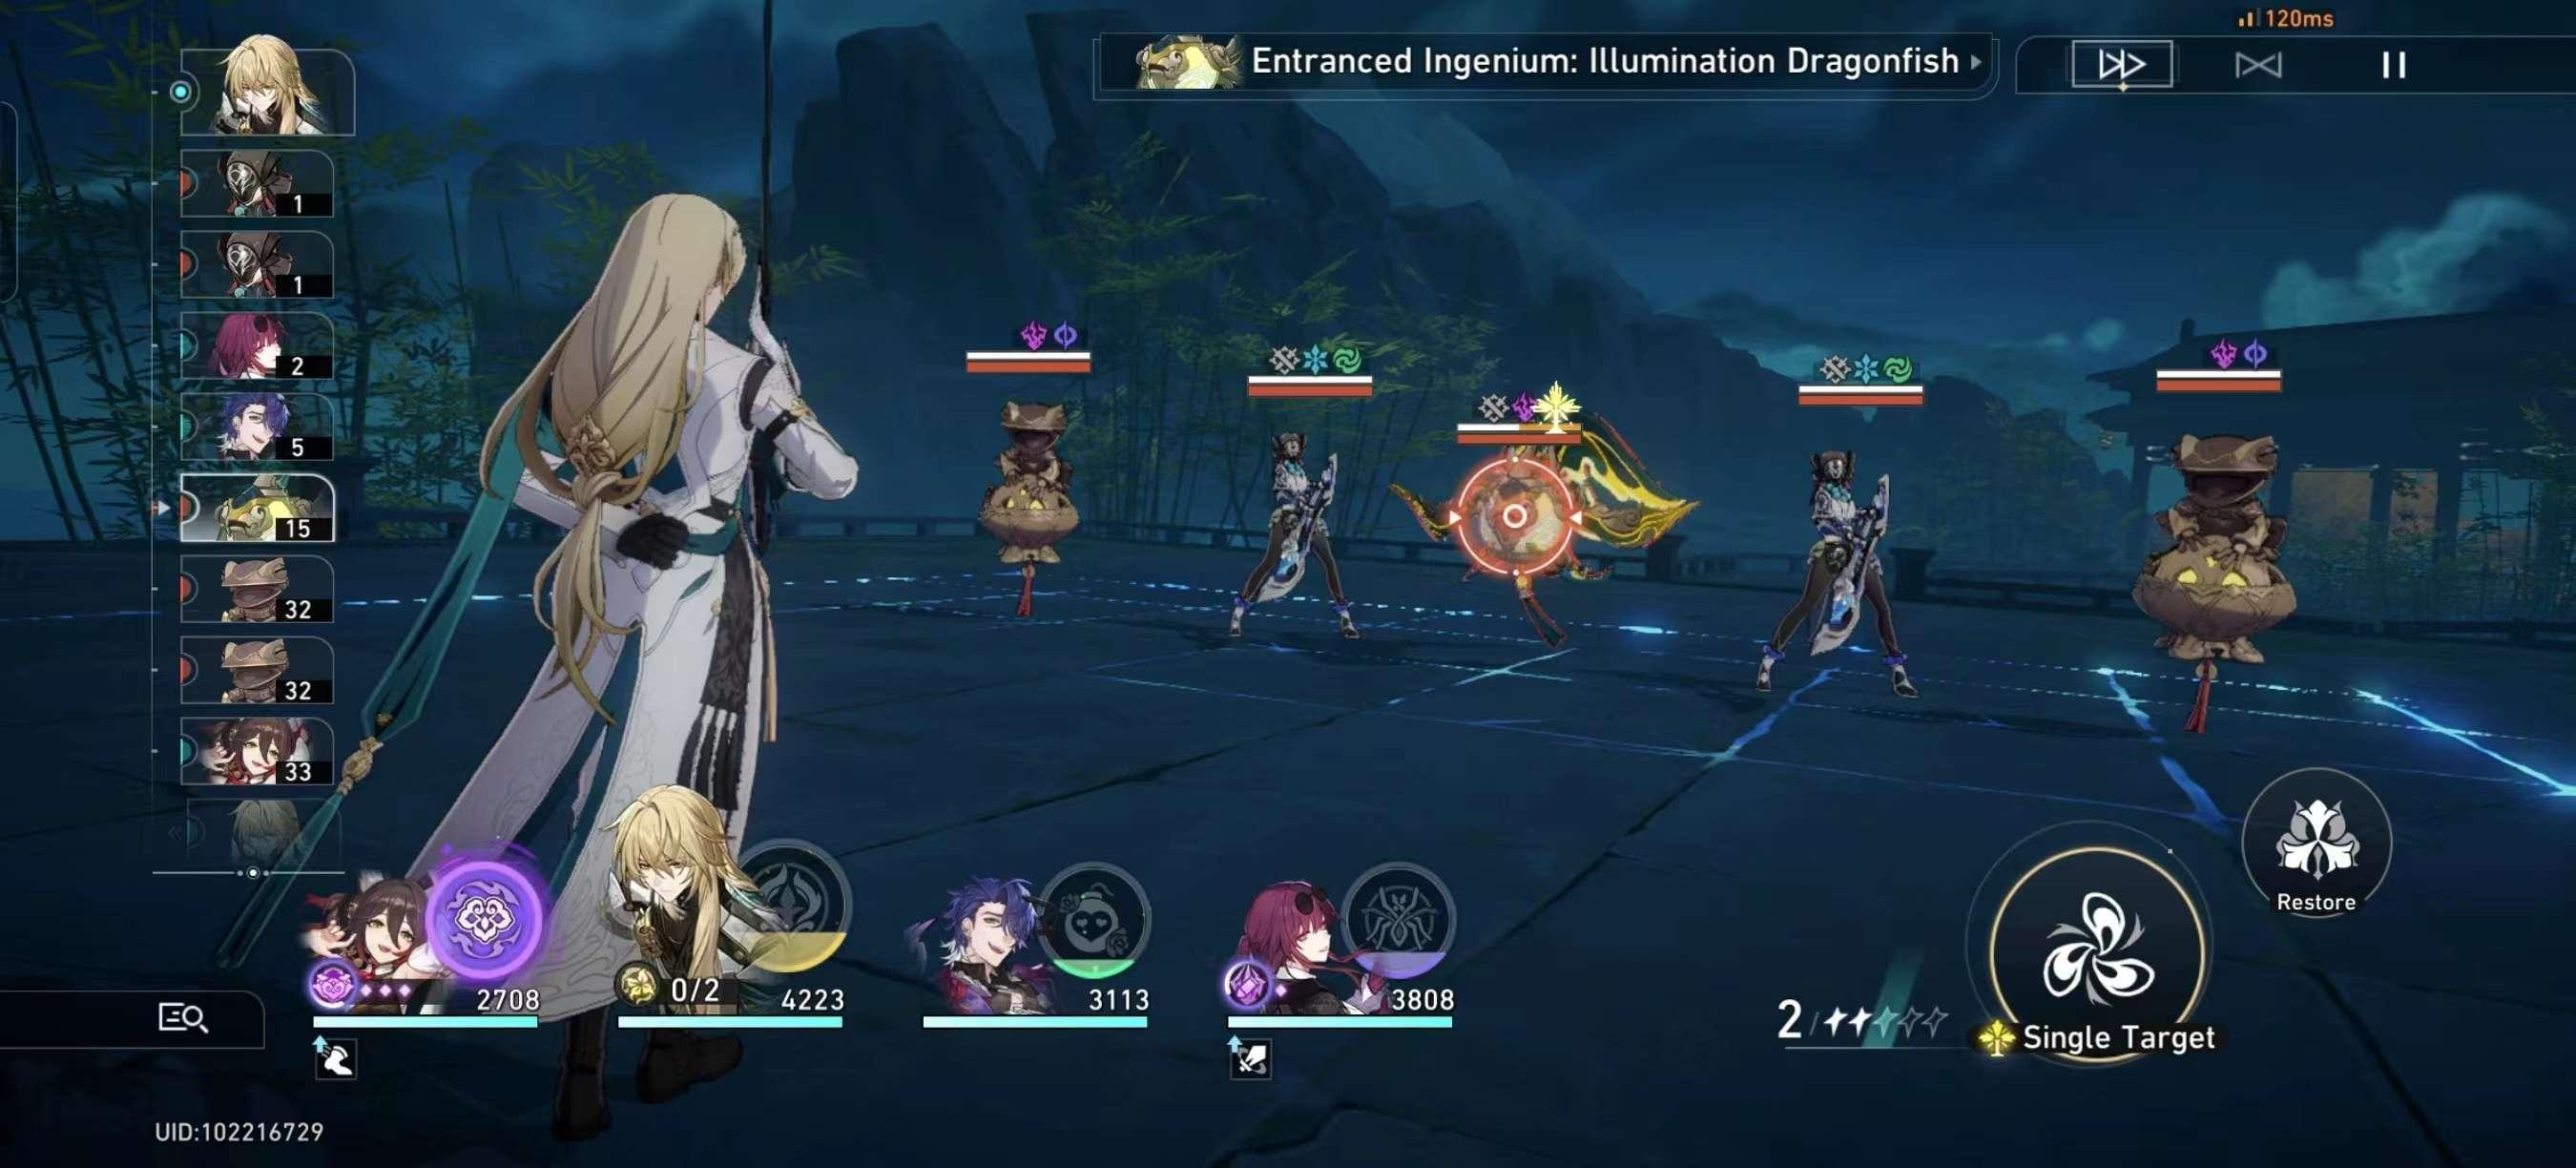 120ms
Entranced Ingenium: Illumination Dragonfish
1
1
2
5
15
32
32
33
2708
0/2
4223
3113
3808
2/
Restore
Single Target
UID:102216729